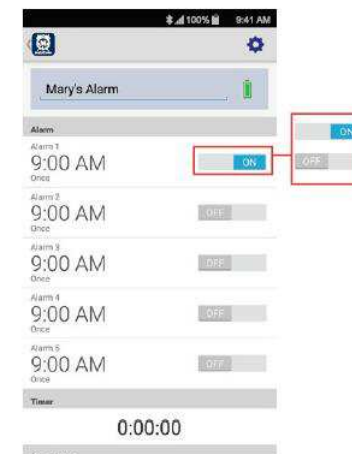 100% 9:41 AM
Mary's Alarm
Alarm
Alarm 1
9:00 AM
Once
ON
ON
OFF
Alarm 2
9:00 AM
Once
OFF
Alarm 3
9:00 AM
Once
OFF
Alarm 4
9:00 AM
Once
OFF
Alarm 5
9:00 AM
Once
OFF
Timer
0:00:00